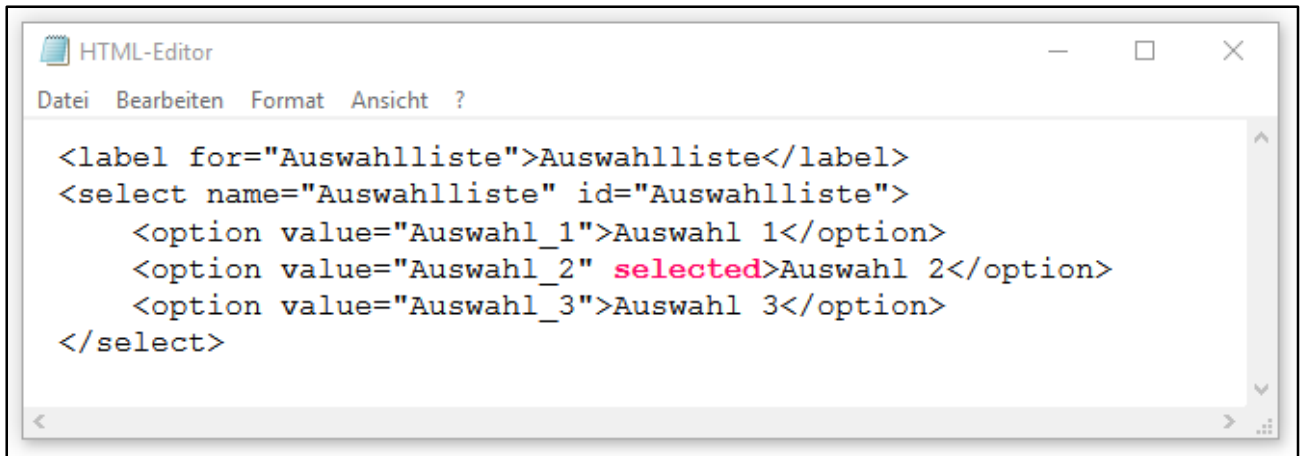 HTML-Editor
Datei Bearbeiten Format Ansicht ?
<label for="Auswahlliste">Auswahlliste</label>
<select name="Auswahlliste" id="Auswahlliste">
    <option value="Auswahl_1">Auswahl 1</option>
    <option value="Auswahl_2" selected>Auswahl 2</option>
    <option value="Auswahl_3">Auswahl 3</option>
</select>